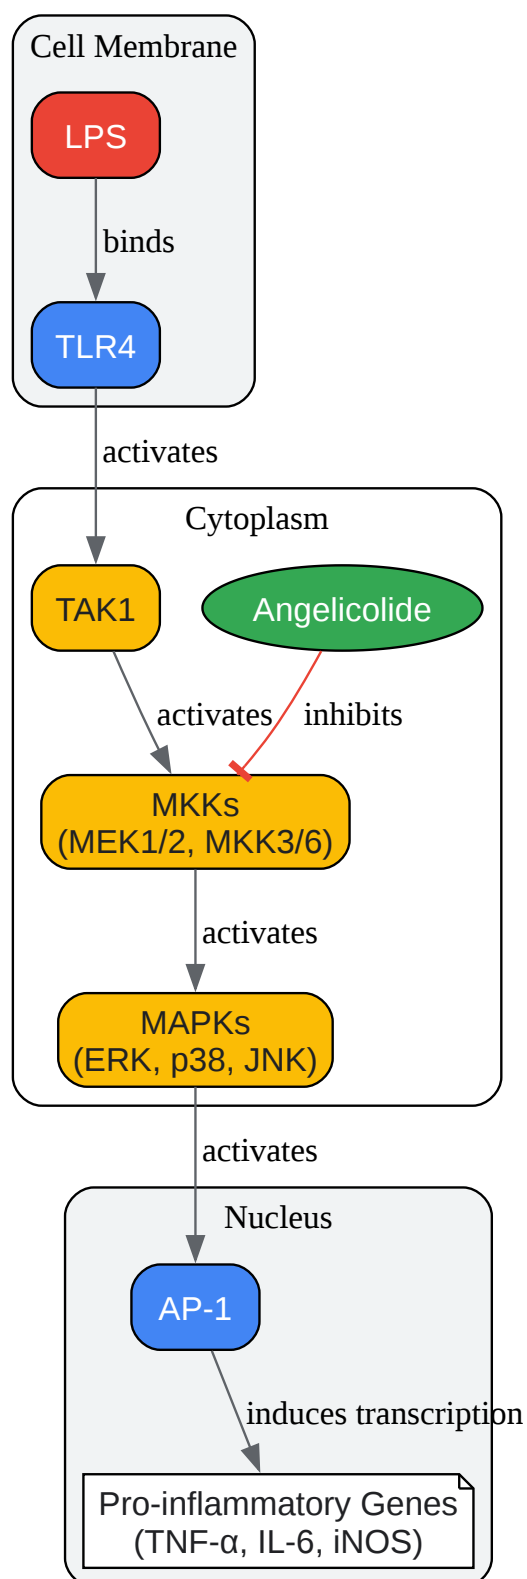 Cell Membrane
LPS
binds
TLR4
activates
Cytoplasm
TAK1
Angelicolide
activates
inhibits
MKKs
(MEK1/2, MKK3/6)
activates
MAPKs
(ERK, p38, JNK)
activates
Nucleus
AP-1
induces transcription
Pro-inflammatory Genes
(TNF-α, IL-6, iNOS)